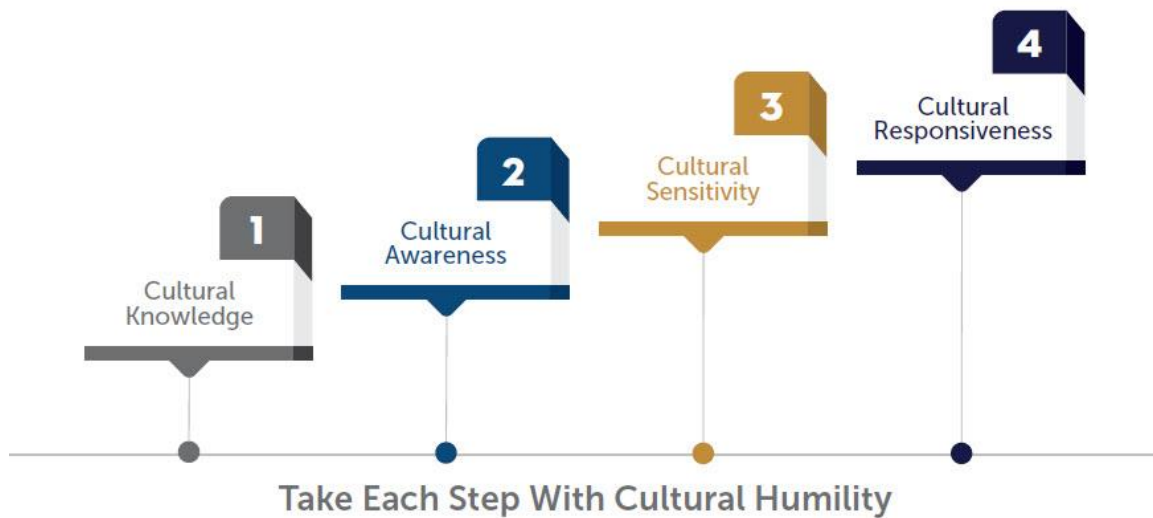 1
Cultural
Knowledge
2
Cultural
Awareness
3
Cultural
Sensitivity
4
Cultural
Responsiveness
Take Each Step With Cultural Humility